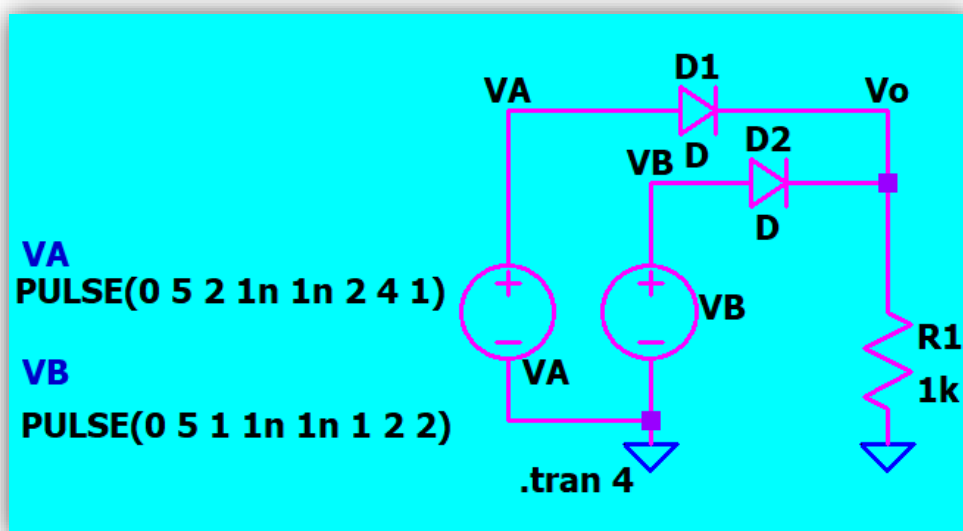 D1
VA
Vo
D2
VB
D
D
VA
PULSE(0 5 2 1n 1n 2 4 1)
VB
R1
VB
VA
1k
PULSE(0 5 1 1n 1n 1 2 2)
.tran 4